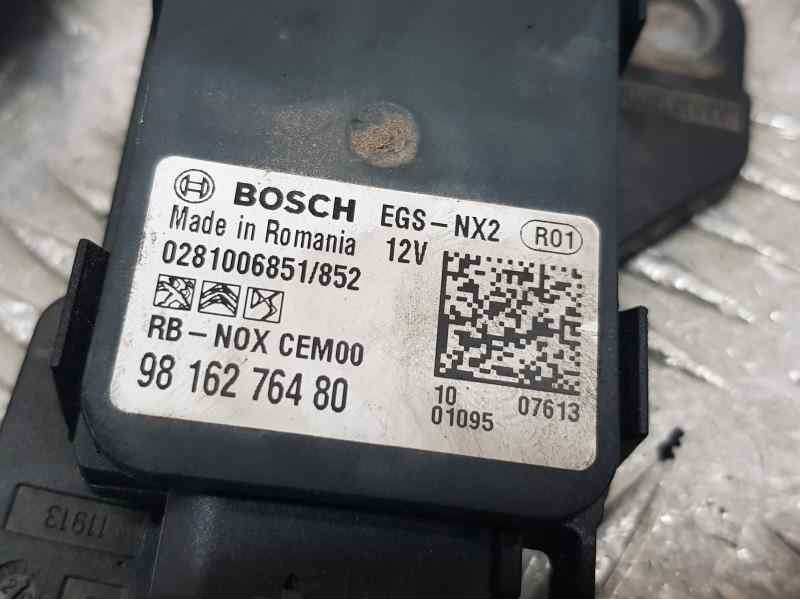 BOSCH EGS-NX2 R01
Made in Romania 12V
0281006851/852
RB-NOX CEM00
98 162 764 80
10 07613
01095
11913